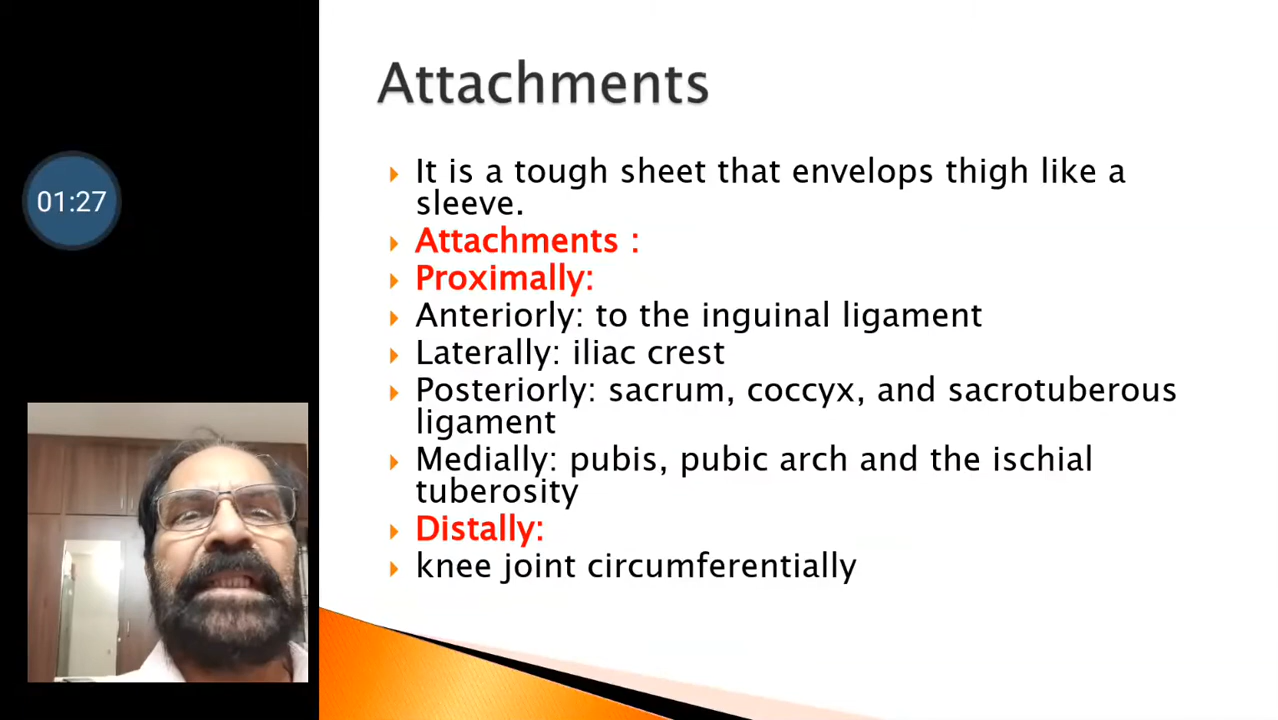 Attachments
01:27
It is a tough sheet that envelops thigh like a
sleeve.
Attachments :
Proximally:
Anteriorly: to the inguinal ligament
Laterally: iliac crest
Posteriorly: sacrum, coccyx, and sacrotuberous
ligament
Medially: pubis, pubic arch and the ischial
tuberosity
Distally:
knee joint circumferentially